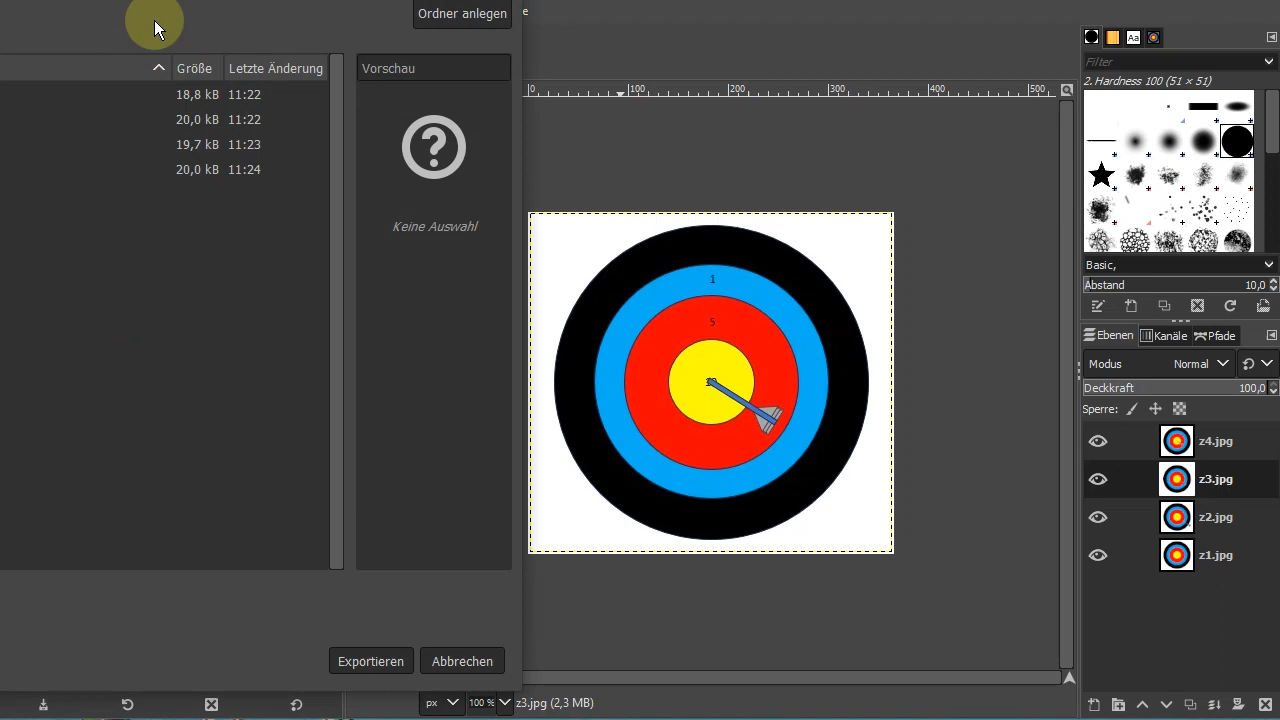 Ordner anlegen
e
Größe
Letzte Änderung
18,8 kB 11:22
20,0 kB 11:22
19,7 kB 11:23
20,0 kB 11:24
Vorschau
Keine Auswahl
Exportieren
Abbrechen
0 100 200 300 400 500
1
5
px
100 %
z3.jpg (2,3 MB)
Aa
Filter
2. Hardness 100 (51 × 51)
Basic,
Abstand 10,0
Ebenen Kanäle Pfade
Modus Normal
Deckkraft 100,0
Sperre:
z4.jpg
z3.jpg
z2.jpg
z1.jpg